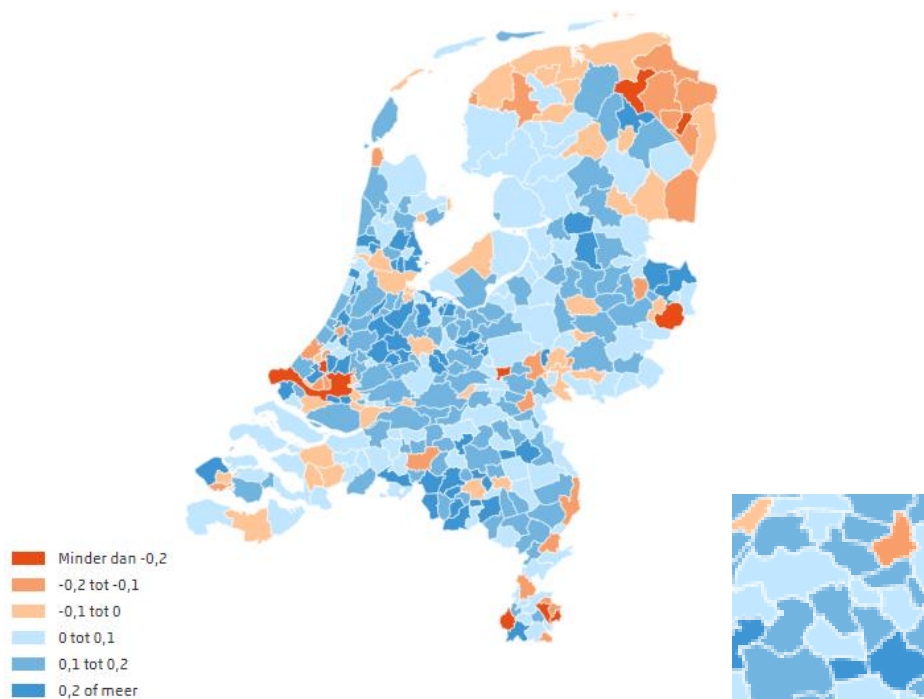 Minder dan -0,2
-0,2 tot -0,1
-0,1 tot 0
0 tot 0,1
0,1 tot 0,2
0,2 of meer